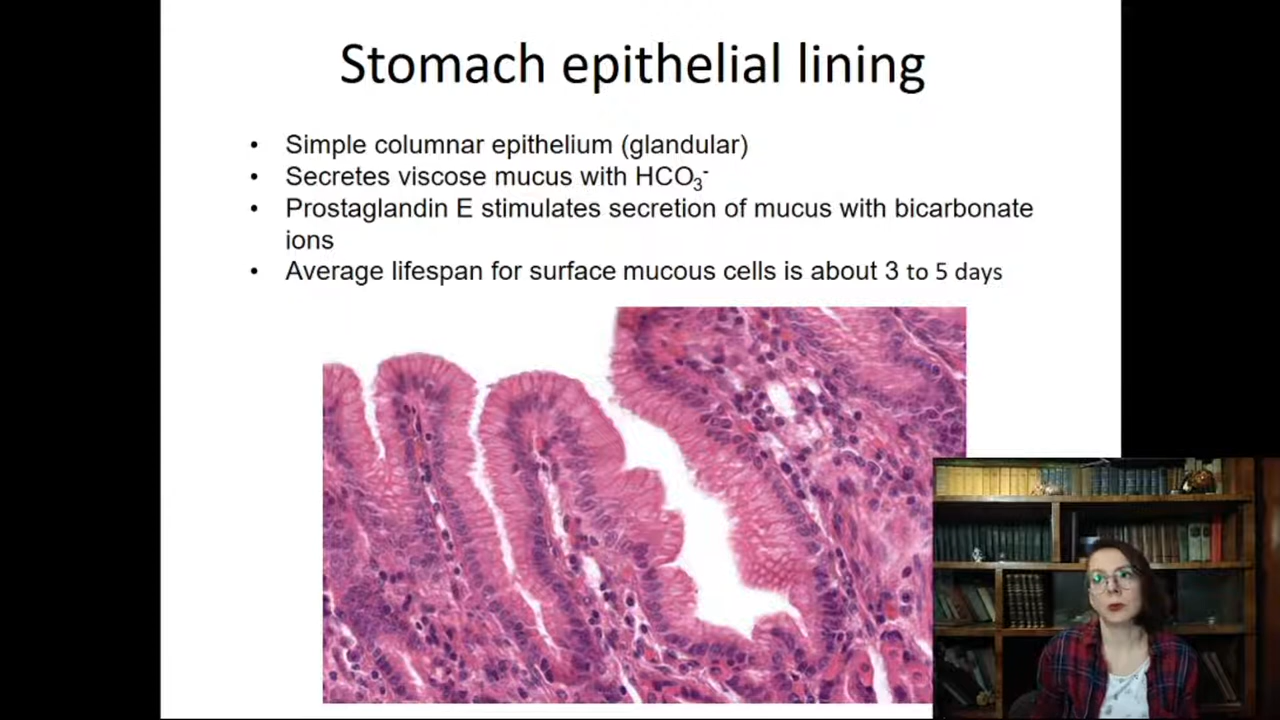 Stomach epithelial lining
• Simple columnar epithelium (glandular)
• Secretes viscose mucus with HCO₃⁻
• Prostaglandin E stimulates secretion of mucus with bicarbonate
ions
• Average lifespan for surface mucous cells is about 3 to 5 days